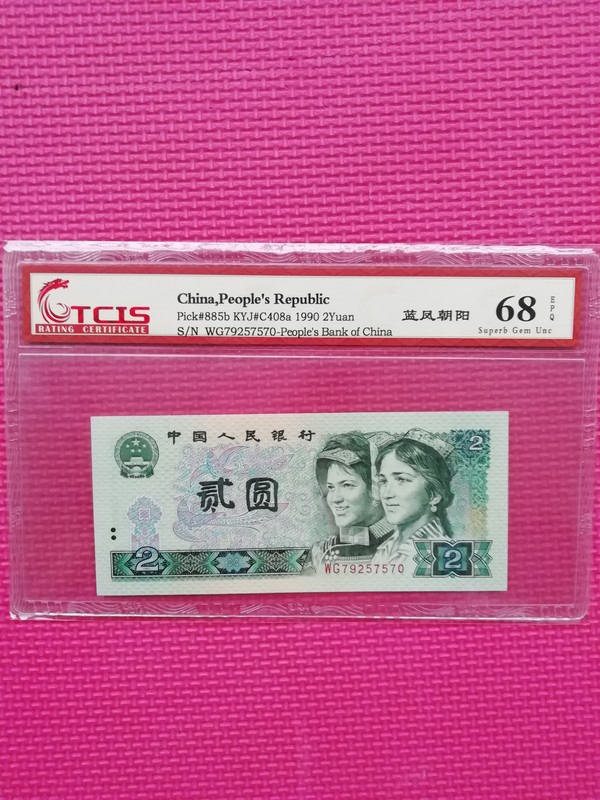 TCIS
RATING CERTIFICATE
China,People's Republic
Pick#885b KYJ#C408a 1990 2Yuan
S/N WG79257570-People's Bank of China
蓝凤朝阳
68
EPQ
Superb Gem Unc
中国人民银行
2
贰圆
WG79257570
2
2